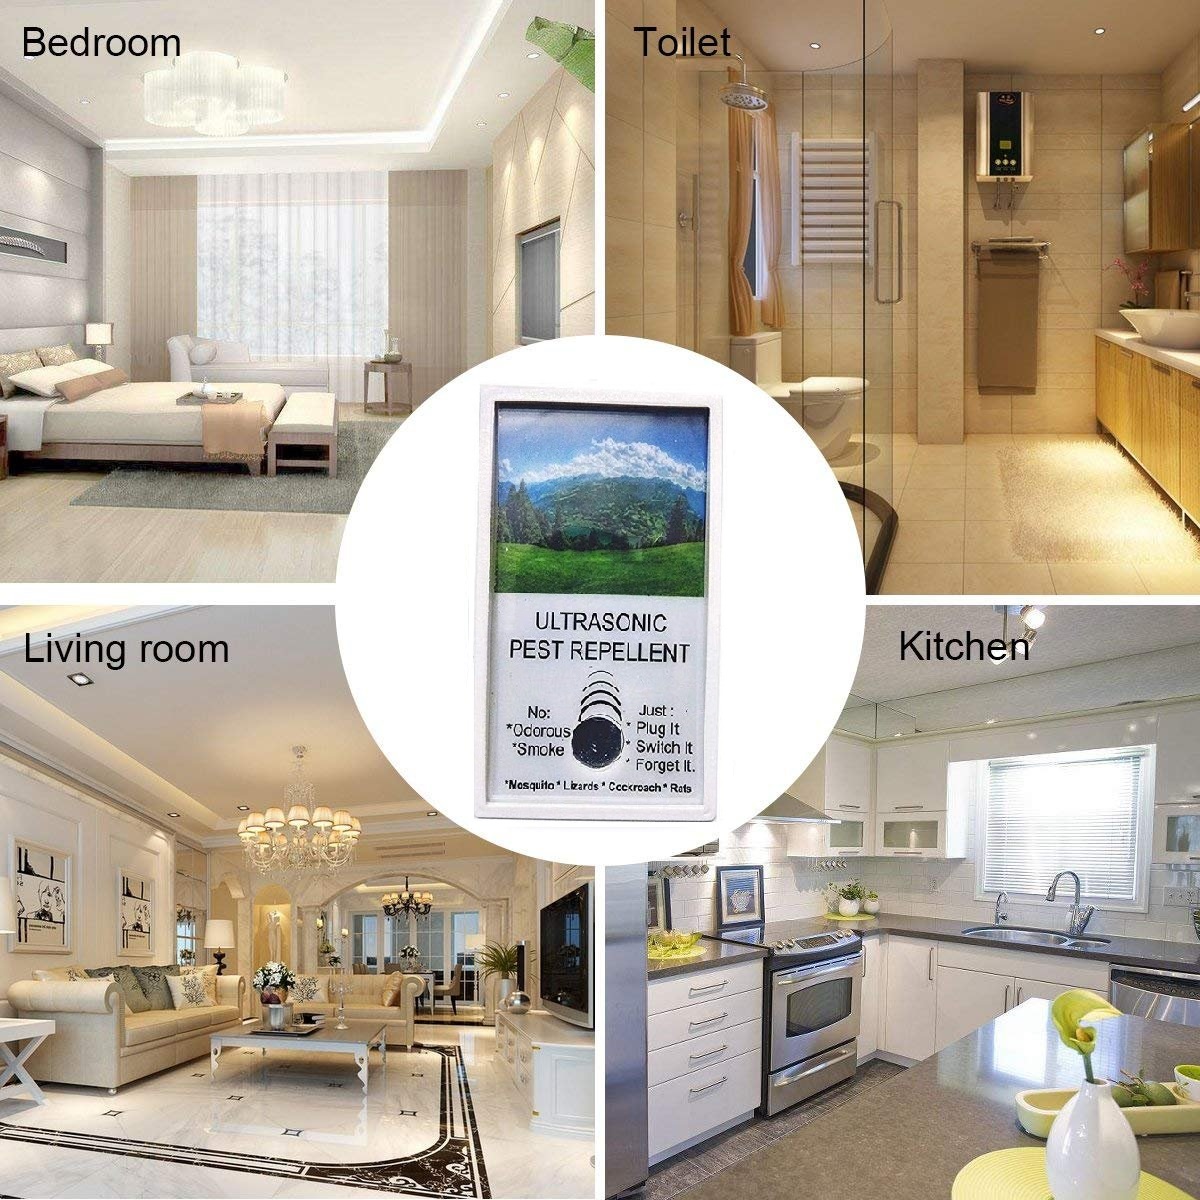 Bedroom
Toilet
ULTRASONIC
PEST REPELLENT
No:
*Odorous
*Smoke
Just :
* Plug It
* Switch It
* Forget It.
*Mosquito * Lizards * Cockroach * Rats
Living room
Kitchen